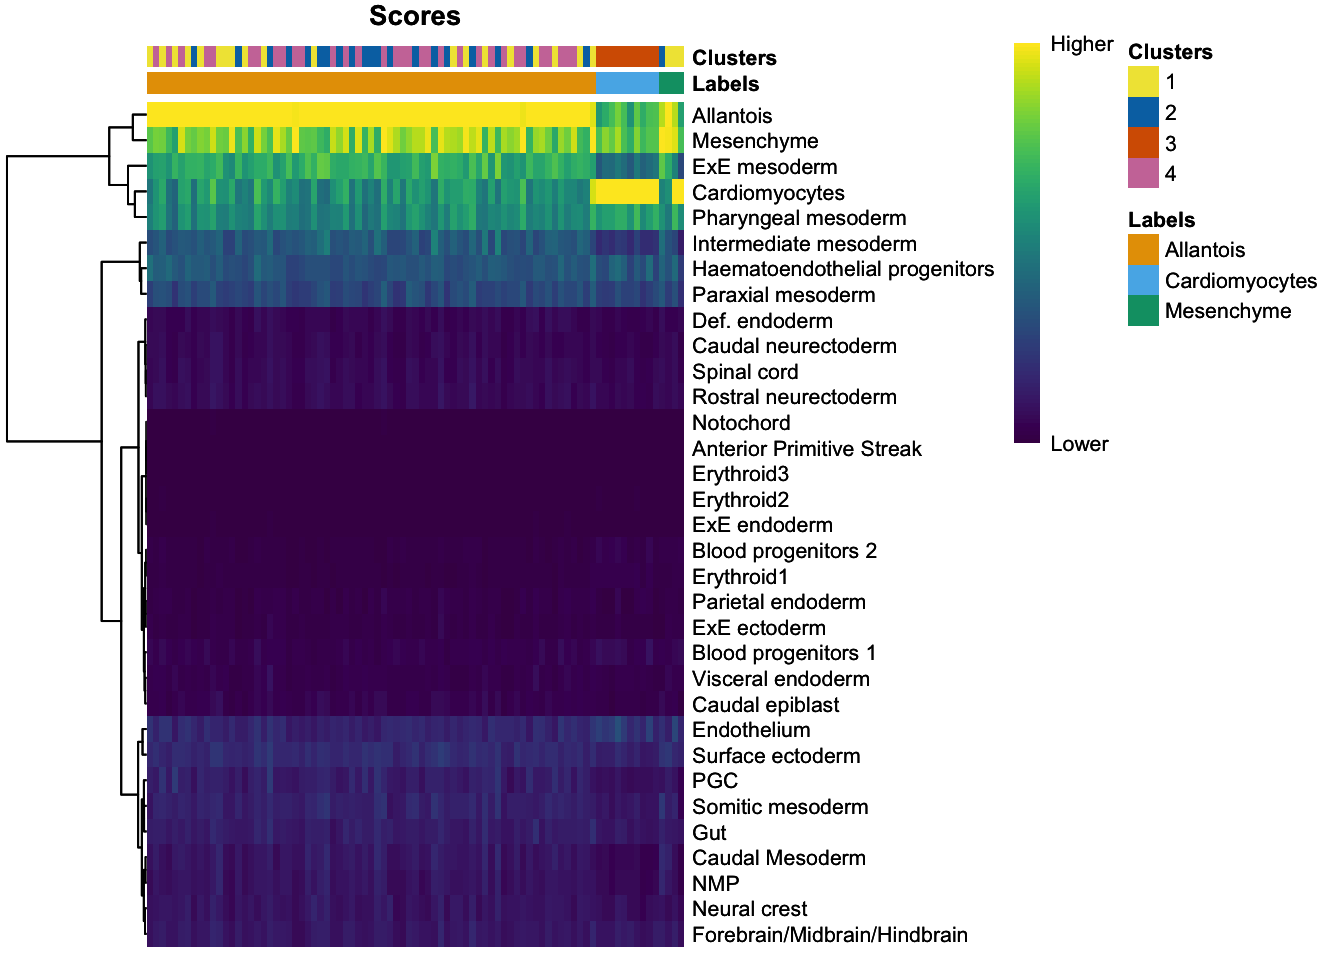 Scores
Clusters
Labels
Allantois
Mesenchyme
ExE mesoderm
Cardiomyocytes
Pharyngeal mesoderm
Intermediate mesoderm
Haematoendothelial progenitors
Paraxial mesoderm
Def. endoderm
Caudal neurectoderm
Spinal cord
Rostral neurectoderm
Notochord
Anterior Primitive Streak
Erythroid3
Erythroid2
ExE endoderm
Blood progenitors 2
Erythroid1
Parietal endoderm
ExE ectoderm
Blood progenitors 1
Visceral endoderm
Caudal epiblast
Endothelium
Surface ectoderm
PGC
Somitic mesoderm
Gut
Caudal Mesoderm
NMP
Neural crest
Forebrain/Midbrain/Hindbrain
Higher
Lower
Clusters
1
2
3
4
Labels
Allantois
Cardiomyocytes
Mesenchyme